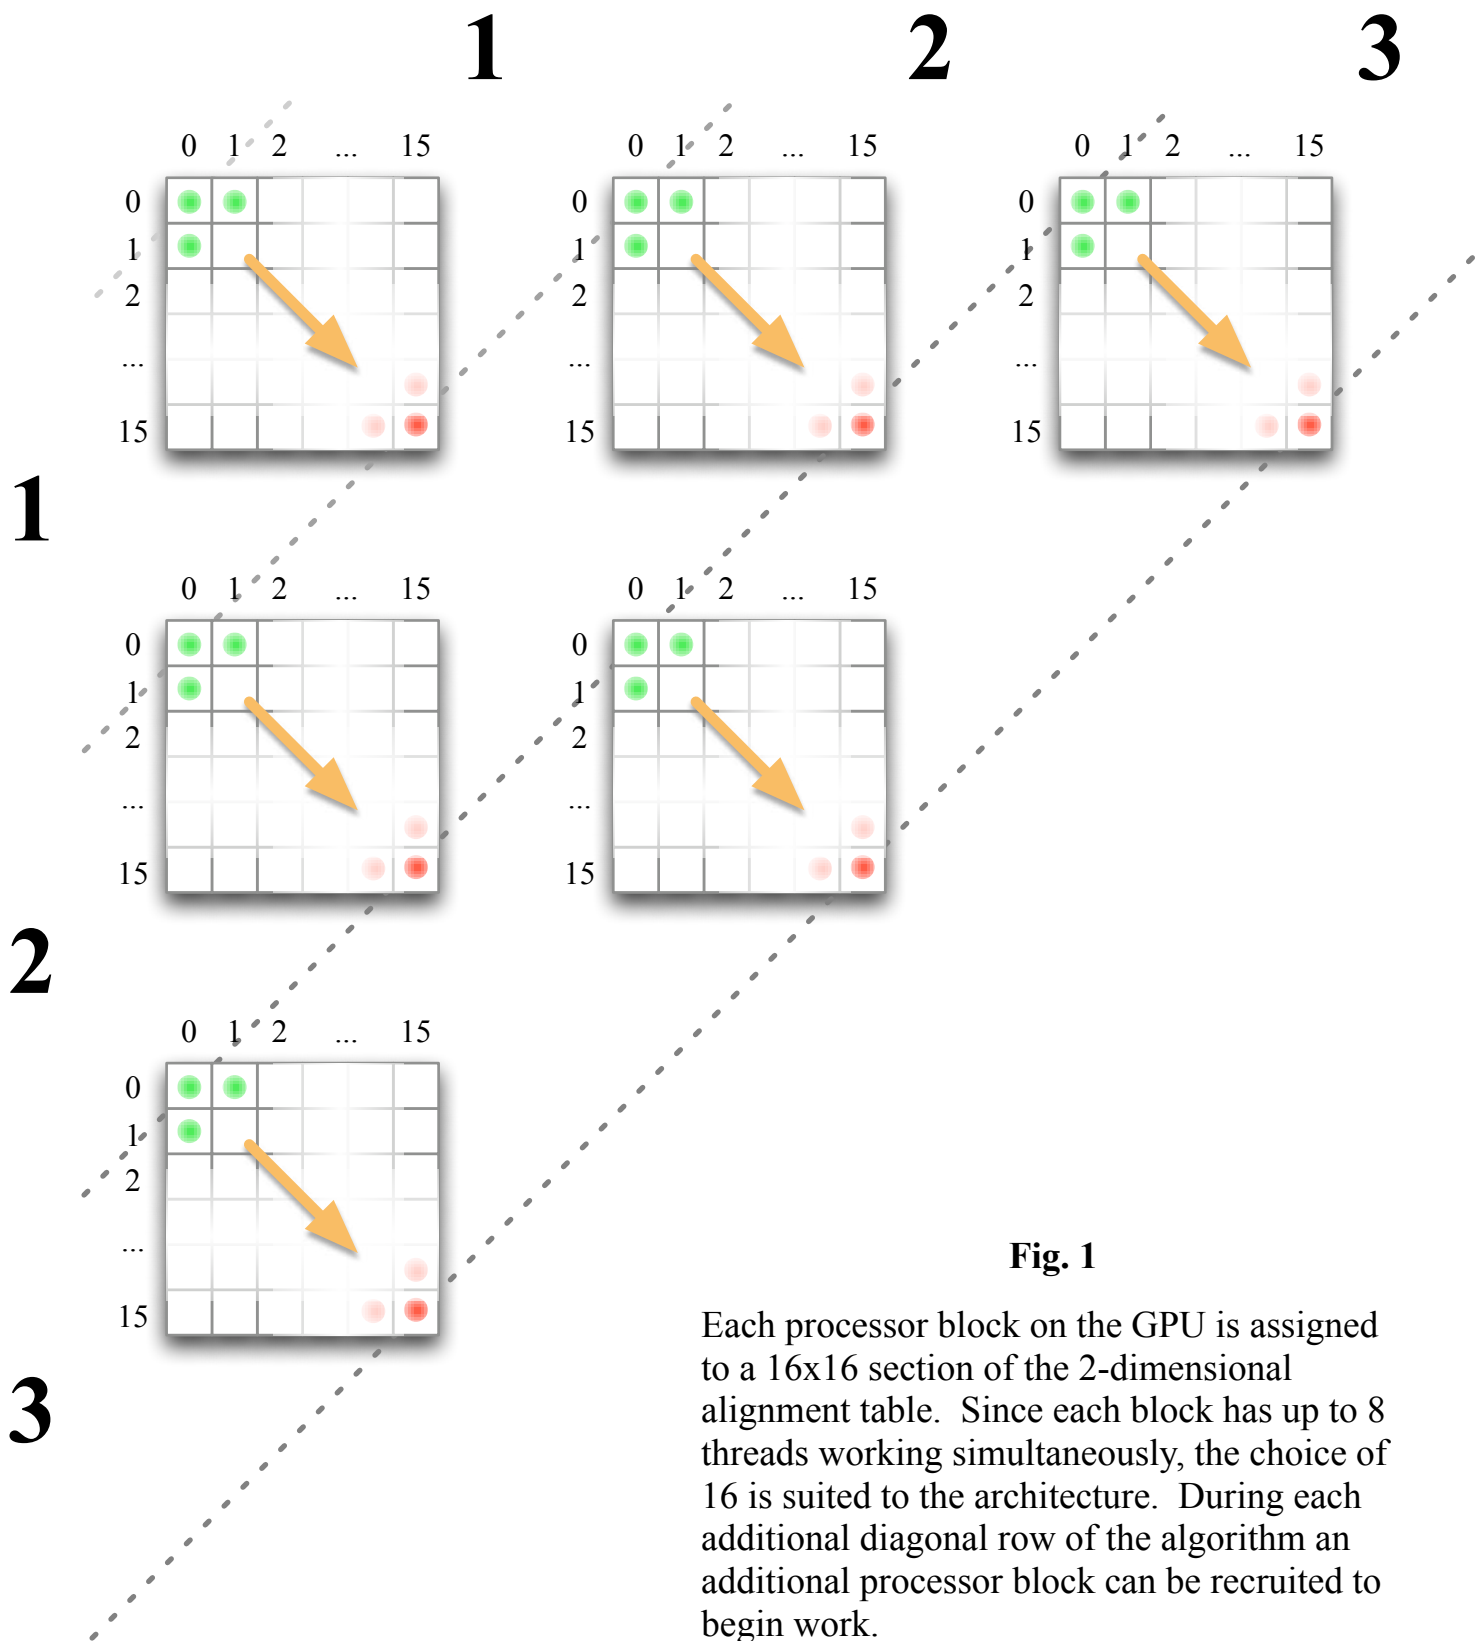 1 2 3
0 1 2 ... 15 0 1 2 ... 15 0 1 2 ... 15
0 0 0
1 1 1
2 2 2
... ... ...
15 15 15
1
0 1 2 ... 15 0 1 2 ... 15
0 0
1 1
2 2
... ...
15 15
2
0 1 2 ... 15
0
1
2
...
15
3
Fig. 1
Each processor block on the GPU is assigned
to a 16x16 section of the 2-dimensional
alignment table.  Since each block has up to 8
threads working simultaneously, the choice of
16 is suited to the architecture.  During each
additional diagonal row of the algorithm an
additional processor block can be recruited to
begin work.